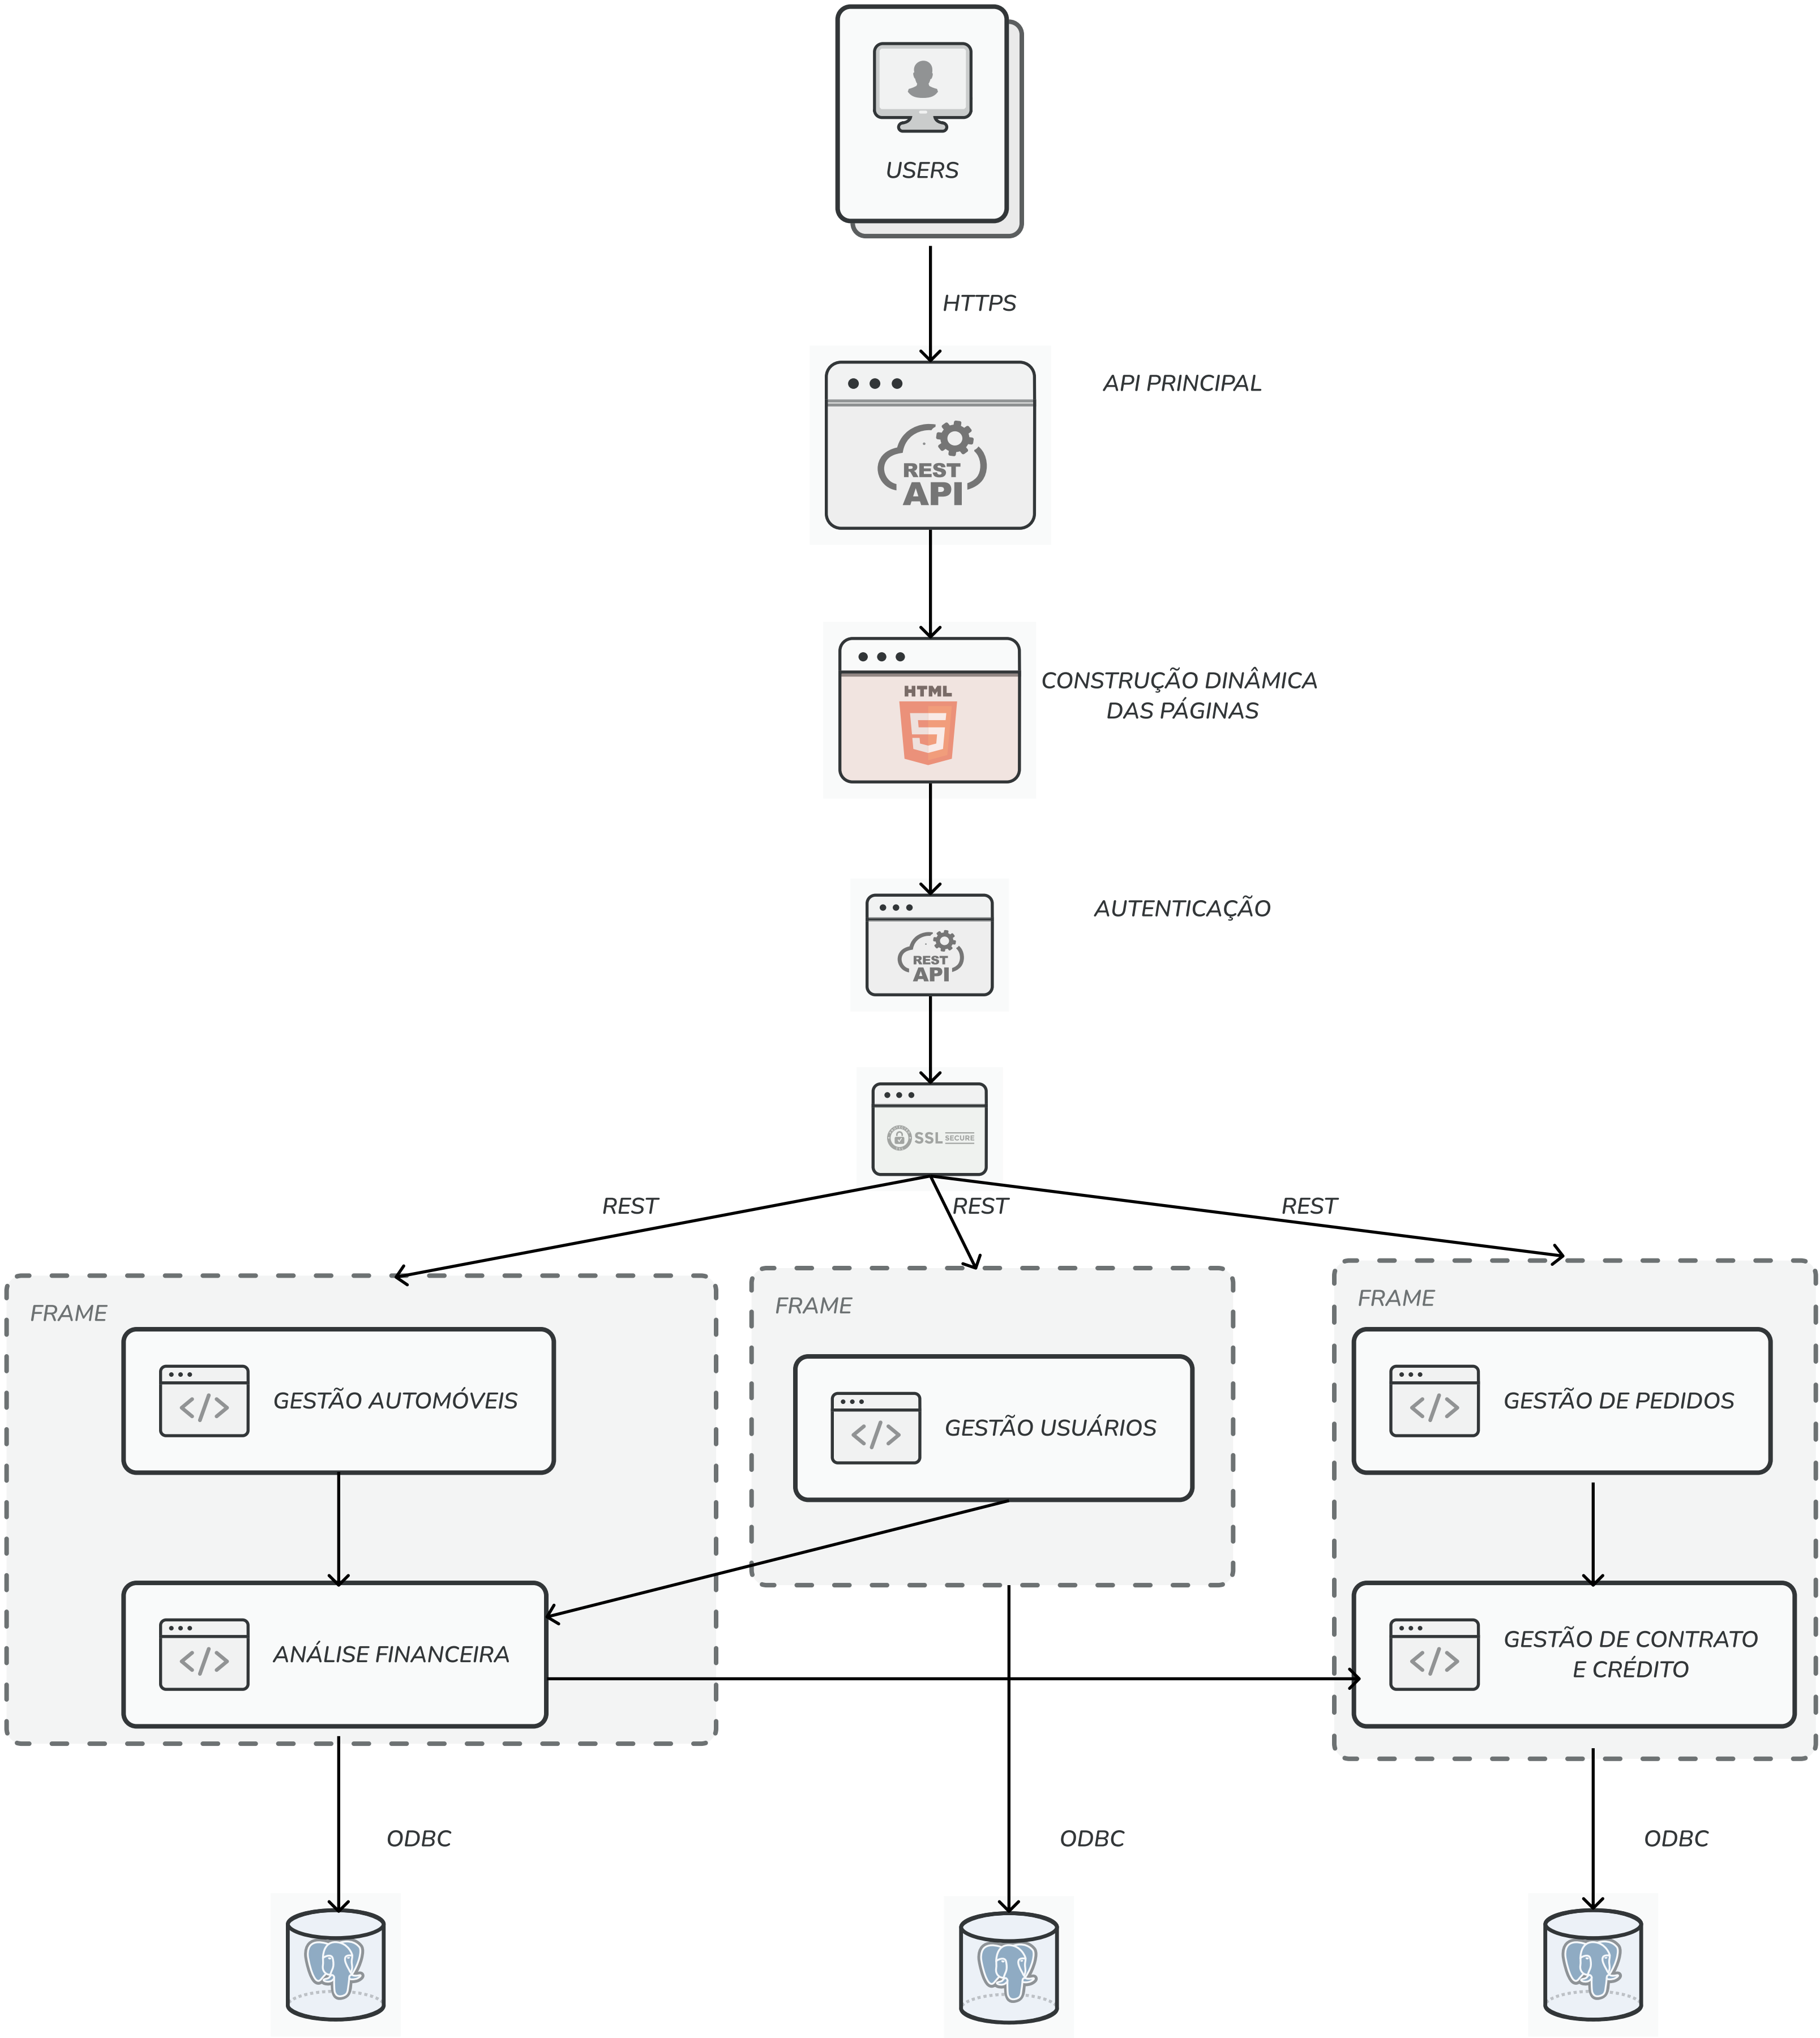 USERS
HTTPS
API PRINCIPAL
REST
API
HTML
CONSTRUÇÃO DINÂMICA
DAS PÁGINAS
AUTENTICAÇÃO
REST
API
SSL SECURE
REST
REST
REST
FRAME
FRAME
FRAME
GESTÃO AUTOMÓVEIS
GESTÃO USUÁRIOS
GESTÃO DE PEDIDOS
ANÁLISE FINANCEIRA
GESTÃO DE CONTRATO
E CRÉDITO
ODBC
ODBC
ODBC